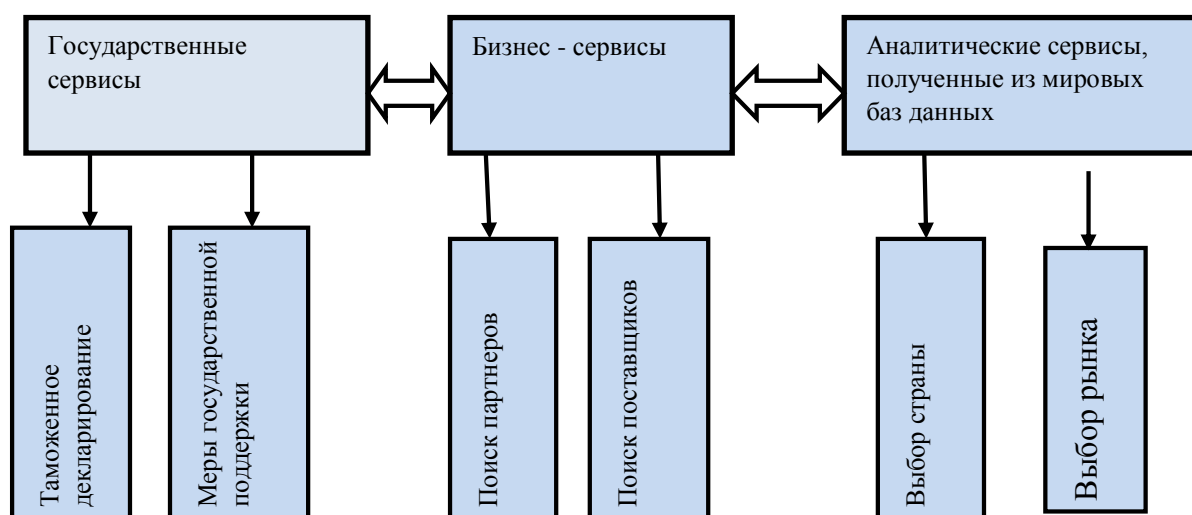 Государственные
сервисы
Бизнес - сервисы
Аналитические сервисы,
полученные из мировых
баз данных
Таможенное
декларирование
Меры государственной
поддержки
Поиск партнеров
Поиск поставщиков
Выбор страны
Выбор рынка